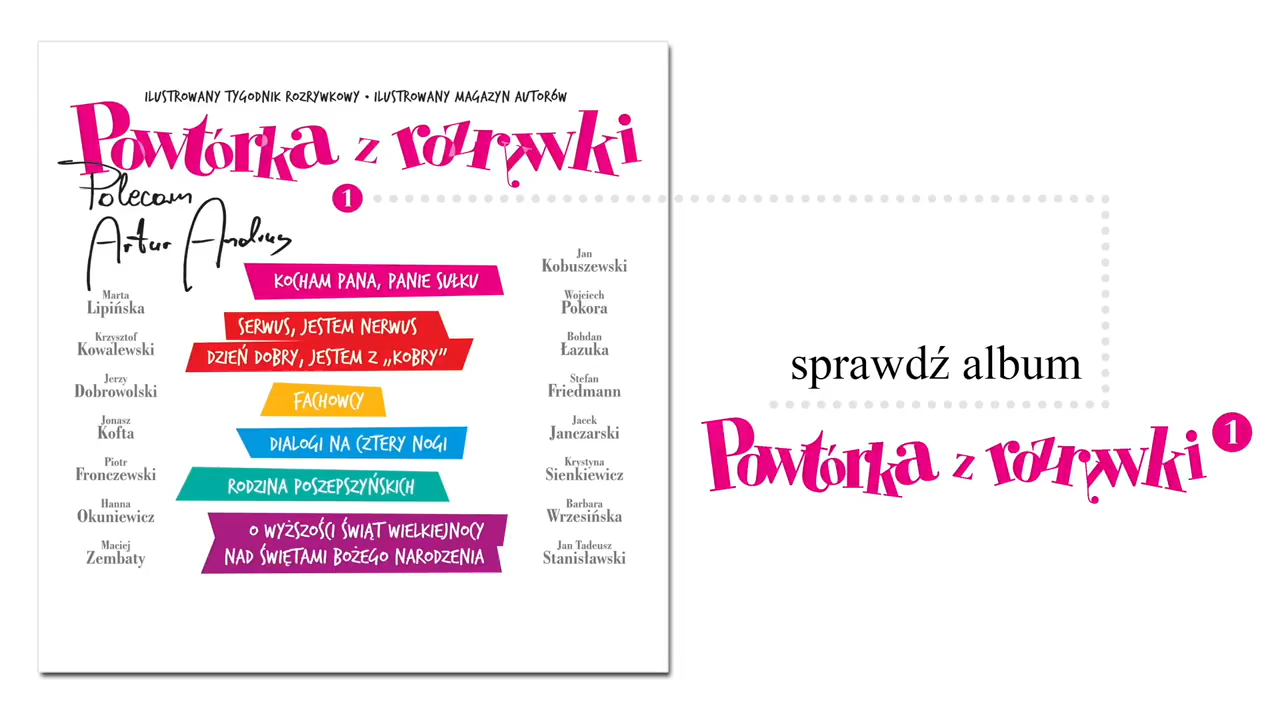 ILUSTROWANY TYGODNIK ROZRYWKOWY • ILUSTROWANY MAGAZYN AUTORÓW
Powtórka z rozrywki
1
Polecam
Artur Andrus
KOCHAM PANA, PANIE SUŁKU
SERWUS, JESTEM NERWUS
DZIEŃ DOBRY, JESTEM Z „KOBRY”
FACHOWCY
DIALOGI NA CZTERY NOGI
RODZINA POSZEPSZYŃSKICH
O WYŻSZOŚCI ŚWIĄT WIELKIEJNOCY
NAD ŚWIĘTAMI BOŻEGO NARODZENIA
Marta
Lipińska
Krzysztof
Kowalewski
Jerzy
Dobrowolski
Jonasz
Kofta
Piotr
Fronczewski
Hanna
Okuniewicz
Maciej
Zembaty
Jan
Kobuszewski
Wojciech
Pokora
Bohdan
Łazuka
Stefan
Friedmann
Jacek
Janczarski
Krystyna
Sienkiewicz
Barbara
Wrzesińska
Jan Tadeusz
Stanisławski
sprawdź album
Powtórka z rozrywki 1